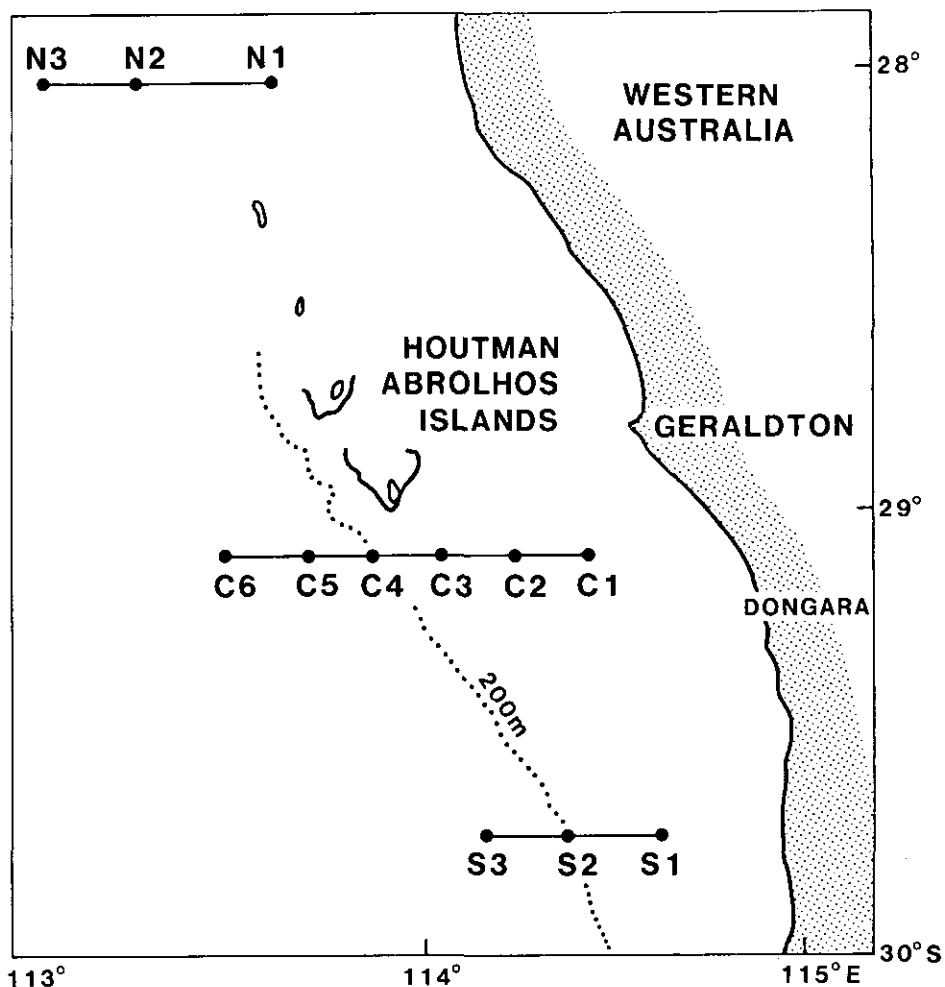 N3 N2 N1
28°
WESTERN
AUSTRALIA
HOUTMAN
ABROLHOS
ISLANDS
GERALDTON
29°
C6 C5 C4 C3 C2 C1
DONGARA
200m
S3 S2 S1
30°S
113° 114° 115°E